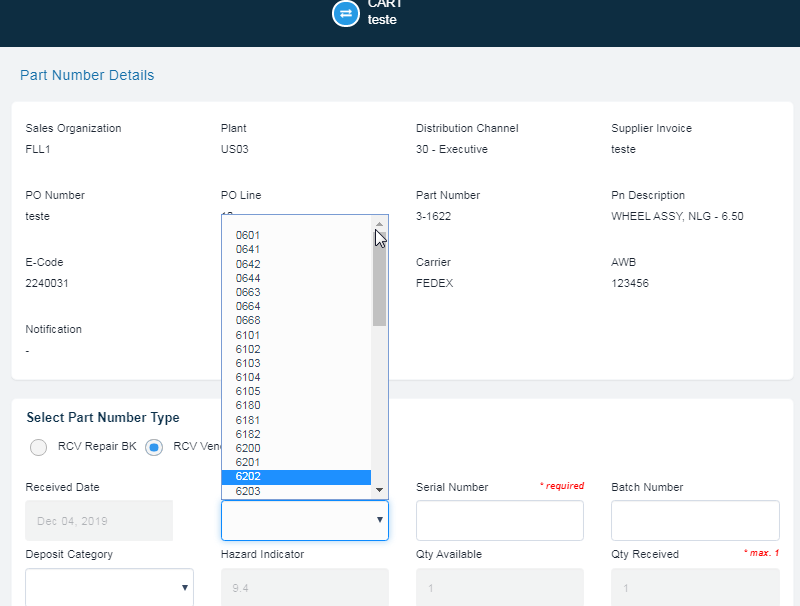 CART
teste
Part Number Details
Sales Organization
Plant
Distribution Channel
Supplier Invoice
FLL1
US03
30 - Executive
teste
PO Number
PO Line
Part Number
Pn Description
teste
3-1622
WHEEL ASSY, NLG - 6.50
E-Code
Carrier
AWB
2240031
FEDEX
123456
Notification
-
0601
0641
0642
0644
0663
0664
0668
6101
6102
6103
6104
6105
6180
6181
6182
6200
6201
6202
6203
Select Part Number Type
RCV Repair BK
RCV Ven
Received Date
Serial Number
* required
Batch Number
Dec 04, 2019
Deposit Category
Hazard Indicator
Qty Available
Qty Received
* max. 1
9.4
1
1